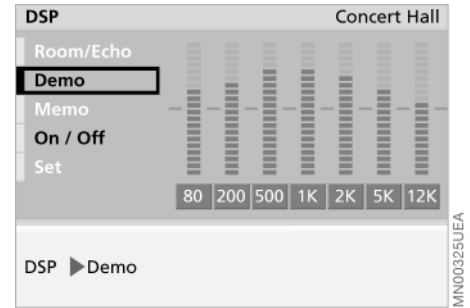 DSP Concert Hall
Room/Echo
Demo
Memo
On / Off
Set
80 200 500 1K 2K 5K 12K
DSP ▶Demo
MN00325UEA